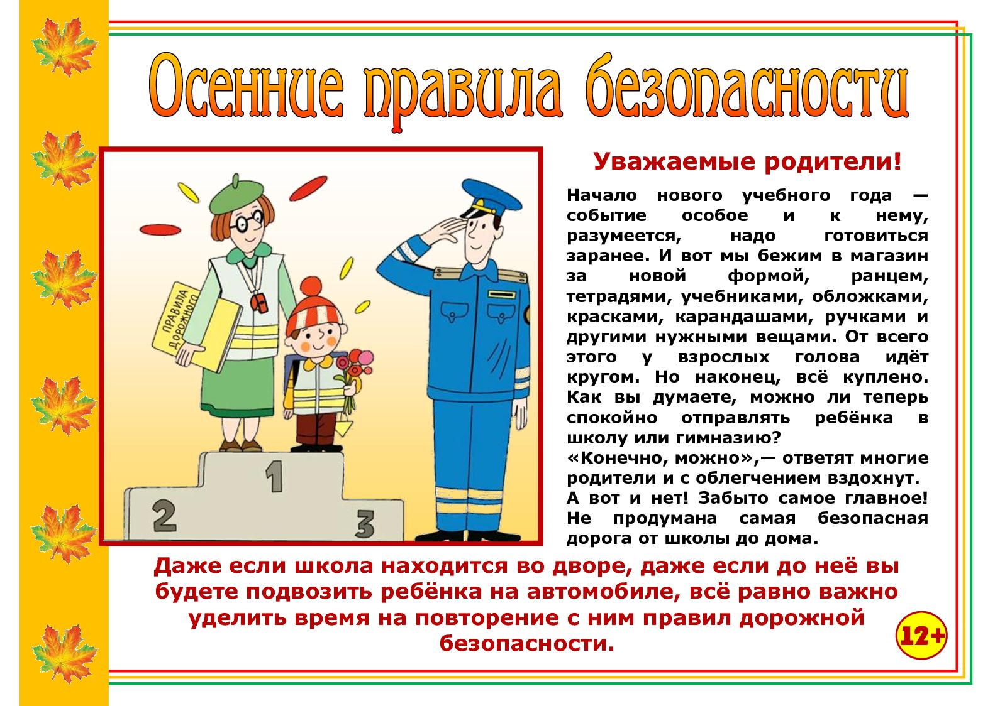 Осенние правила безопасности
ПРАВИЛА
ДОРОЖНОГО
1
2
3
Уважаемые родители!
Начало нового учебного года —
событие особое и к нему,
разумеется, надо готовиться
заранее. И вот мы бежим в магазин
за новой формой, ранцем,
тетрадями, учебниками, обложками,
красками, карандашами, ручками и
другими нужными вещами. От всего
этого у взрослых голова идёт
кругом. Но наконец, всё куплено.
Как вы думаете, можно ли теперь
спокойно отправлять ребёнка в
школу или гимназию?
«Конечно, можно»,— ответят многие
родители и с облегчением вздохнут.
А вот и нет! Забыто самое главное!
Не продумана самая безопасная
дорога от школы до дома.
Даже если школа находится во дворе, даже если до неё вы
будете подвозить ребёнка на автомобиле, всё равно важно
уделить время на повторение с ним правил дорожной
безопасности.
12+